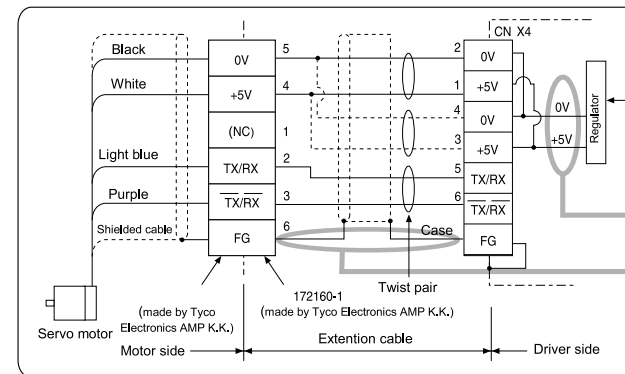 CN X4
Black
0V
5
2
0V
White
+5V
4
1
+5V
0V
Regulator
(NC)
1
4
0V
+5V
3
+5V
Light blue
TX/RX
2
5
TX/RX
Purple
TX/RX
3
6
TX/RX
Shielded cable
FG
6
Case
FG
172160-1
Twist pair
(made by Tyco
Electronics AMP K.K.)
(made by Tyco Electronics AMP K.K.)
Servo motor
Motor side
Extention cable
Driver side